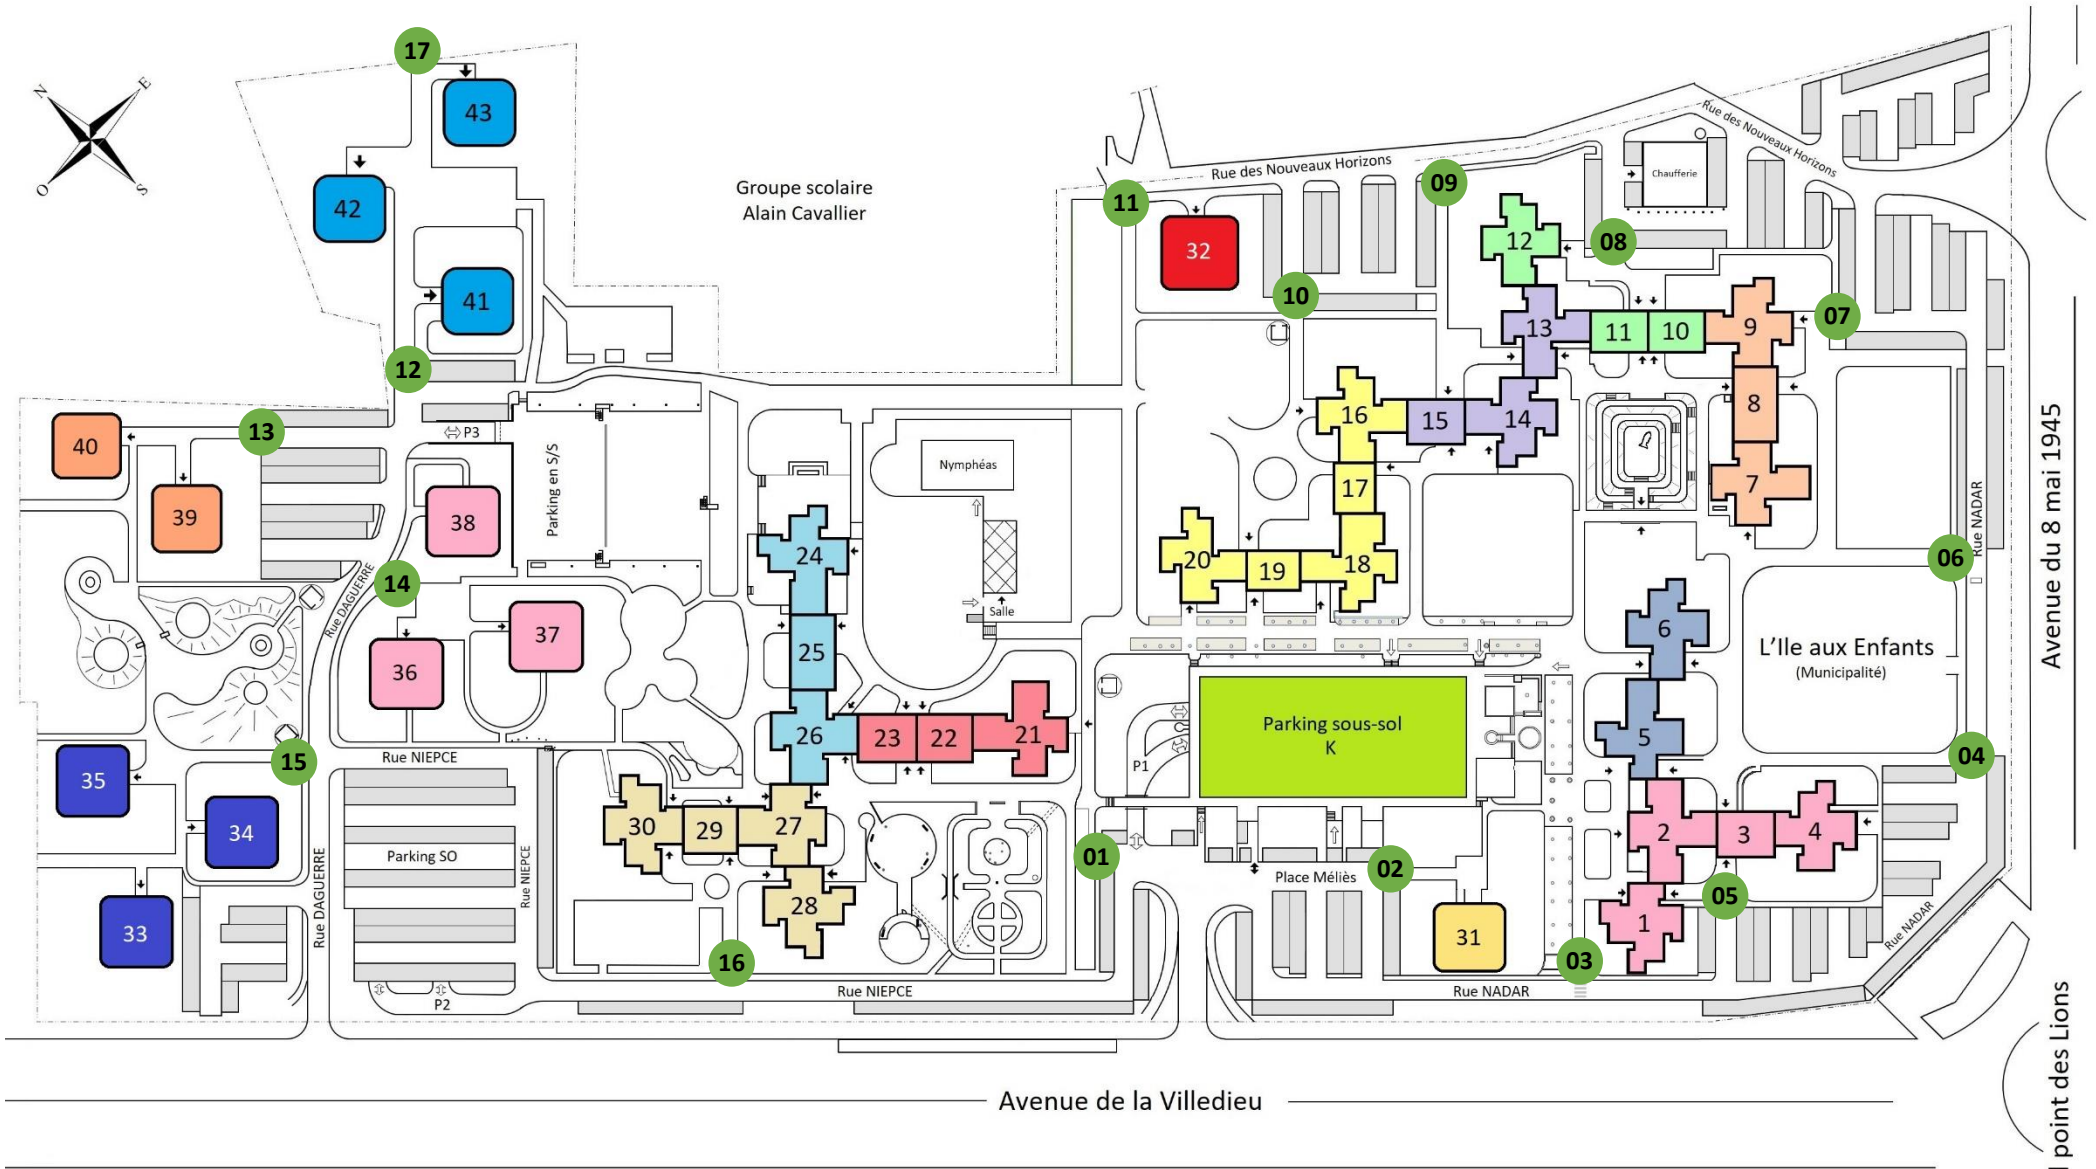 17
43
N
E
O
S
42
41
12
Groupe scolaire
Alain Cavallier
Rue des Nouveaux Horizons
Rue des Nouveaux Horizons
Chaufferie
11
32
10
09
12
08
13
11
10
9
07
8
7
16
15
14
17
20
19
18
40
13
39
P3
38
Parking en S/S
Nymphéas
Salle
14
Rue DAGUERRE
36
37
24
25
26
23
22
21
Rue NIEPCE
15
35
34
33
Parking SO
Rue NIEPCE
Rue DAGUERRE
P2
30
29
27
28
16
Rue NIEPCE
01
P1
Parking sous-sol
K
Place Méliès
02
31
Rue NADAR
03
6
5
2
3
4
1
05
L'Ile aux Enfants
(Municipalité)
06
Rue NADAR
04
Rue NADAR
Avenue du 8 mai 1945
Avenue de la Villedieu
point des Lions